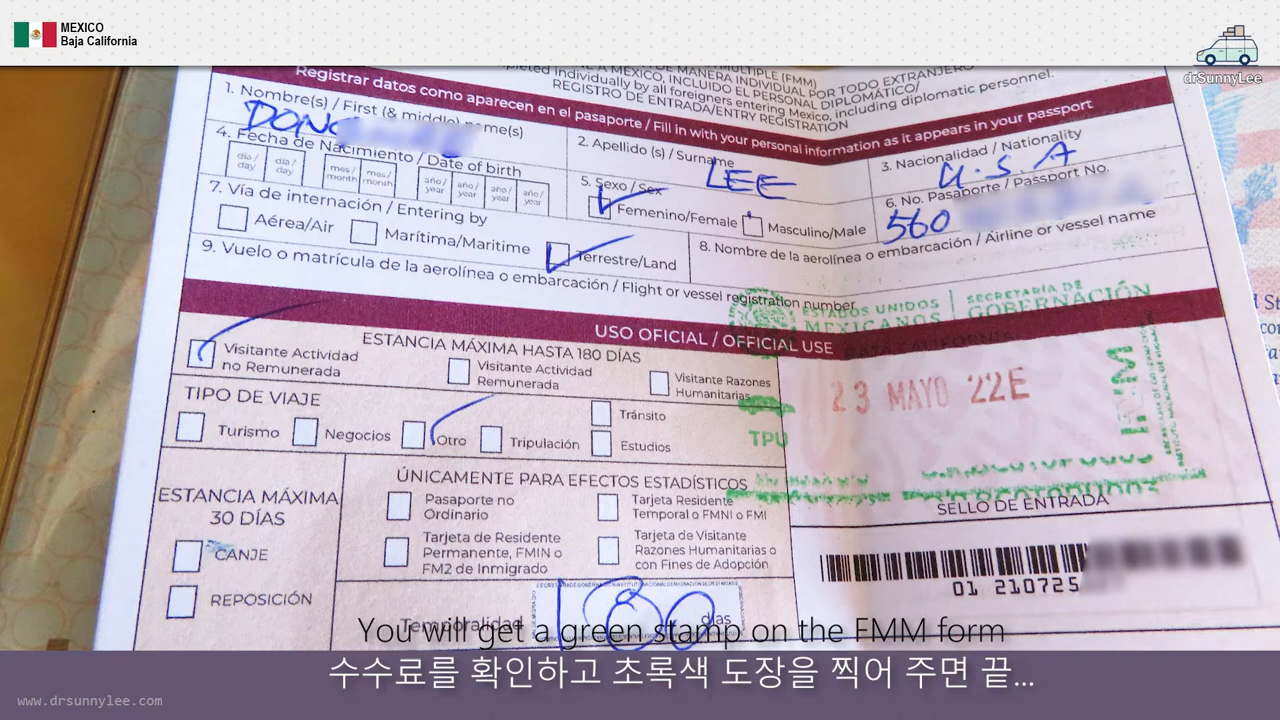 MEXICO
Baja California
drSunnyLee
MÚLTIPLE (FMM)
E A MÉXICO, INCLUIDO EL PERSONAL DIPLOMÁTICO/
DE MANERA INDIVIDUAL POR TODO EXTRANJERO
individually by all foreigners entering Mexico, including diplomatic personnel.
REGISTRO DE ENTRADA/ENTRY REGISTRATION
Registrar datos como aparecen en el pasaporte / Fill in with your personal information as it appears in your passport
1. Nombre(s) / First (& middle) name(s)
DONG
2. Apellido (s) / Surname
LEE
3. Nacionalidad / Nationality
U.S.A
4. Fecha de Nacimiento / Date of birth
día/ day día/ day mes/ month mes/ month año/ year año/ year año/ year año/ year
5. Sexo /Sex
Femenino/Female Masculino/Male
6. No. Pasaporte / Passport No.
560
7. Vía de internación / Entering by
Aérea/Air Marítima/Maritime Terrestre/Land
8. Nombre de la aerolínea o embarcación / Airline or vessel name
9. Vuelo o matrícula de la aerolínea o embarcación / Flight or vessel registration number
USO OFICIAL / OFFICIAL USE
ESTADOS UNIDOS MEXICANOS
SECRETARÍA DE GOBERNACIÓN
ESTANCIA MÁXIMA HASTA 180 DÍAS
Visitante Actividad no Remunerada
Visitante Actividad Remunerada
Visitante Razones Humanitarias
23 MAYO 22E
INM
TPU
TIPO DE VIAJE
Turismo Negocios Otro Tripulación
Tránsito
Estudios
SELLO DE ENTRADA
ESTANCIA MÁXIMA
30 DÍAS
CANJE
REPOSICIÓN
ÚNICAMENTE PARA EFECTOS ESTADÍSTICOS
Pasaporte no Ordinario
Tarjeta Residente Temporal o FMNI o FMI
Tarjeta de Residente Permanente, FMIN o FM2 de Inmigrado
Tarjeta de Visitante Razones Humanitarias o con Fines de Adopción
Temporalidad 180 días
01 210725
You will get a green stamp on the FMM form
수수료를 확인하고 초록색 도장을 찍어 주면 끝...
www.drsunnylee.com